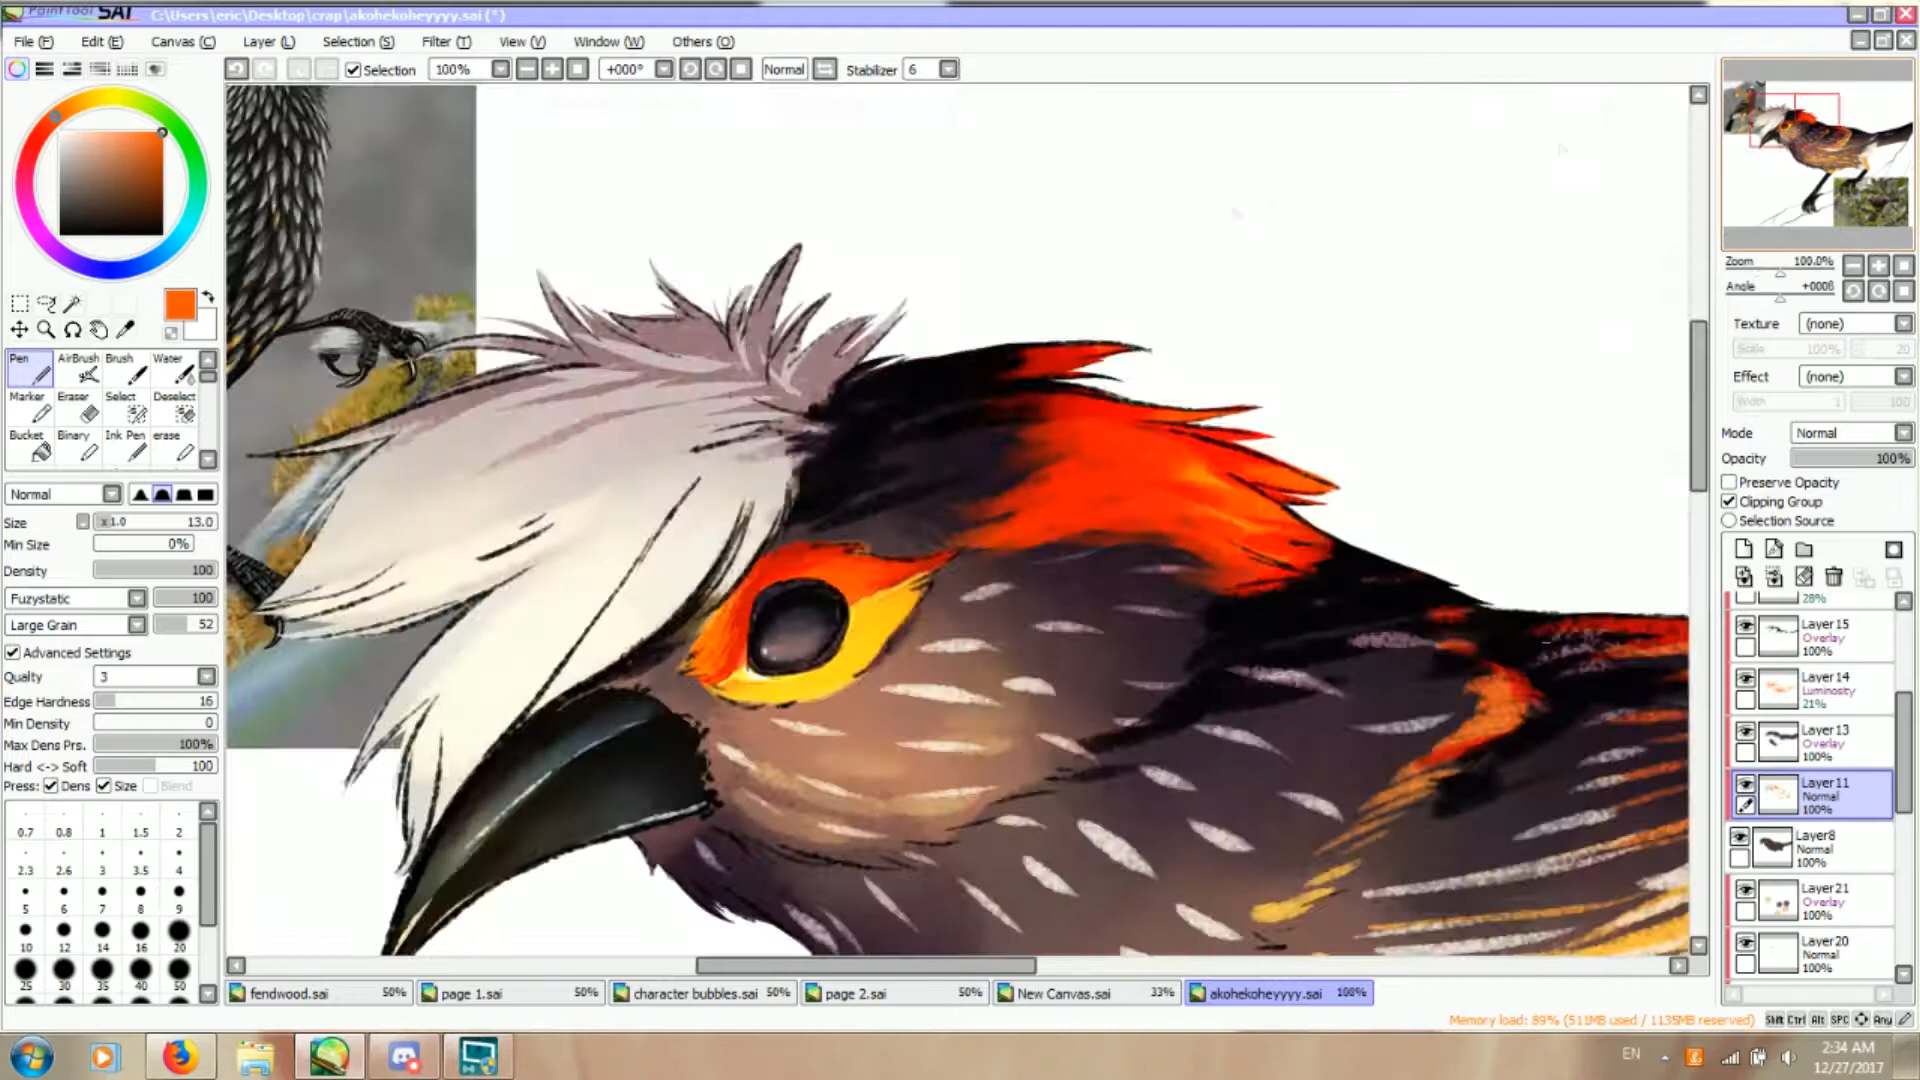 PaintTool SAI C:\Users\eric\Desktop\crap\akohekoheyyyy.sai (*)
File (F) Edit (E) Canvas (C) Layer (L) Selection (S) Filter (T) View (V) Window (W) Others (O)
Selection 100% +000° Normal Stabilizer 6
Zoom 100.0%
Angle +000B
Texture (none)
Scale 100% 20
Effect (none)
Width 1 100
Mode Normal
Opacity 100%
Preserve Opacity
Clipping Group
Selection Source
Pen AirBrush Brush Water
Marker Eraser Select Deselect
Bucket Binary Ink Pen erase
Normal
Size x1.0 13.0
Min Size 0%
Density 100
Fuzystatic 100
Large Grain 52
Advanced Settings
Qualty 3
Edge Hardness 16
Min Density 0
Max Dens Prs. 100%
Hard <-> Soft 100
Press: Dens Size Blend
0.7 0.8 1 1.5 2
2.3 2.6 3 3.5 4
5 6 7 8 9
10 12 14 16 20
25 30 35 40 50
28%
Layer15
Overlay
100%
Layer14
Luminosity
21%
Layer13
Overlay
100%
Layer11
Normal
100%
Layer8
Normal
100%
Layer21
Overlay
100%
Layer20
Normal
100%
fendwood.sai 50% page 1.sai 50% character bubbles.sai 50% page 2.sai 50% New Canvas.sai 33% akohekoheyyyy.sai 100%
Memory load: 89% (511MB used / 1135MB reserved) Shft Ctrl Alt SPC Any
EN
2:34 AM
12/27/2017